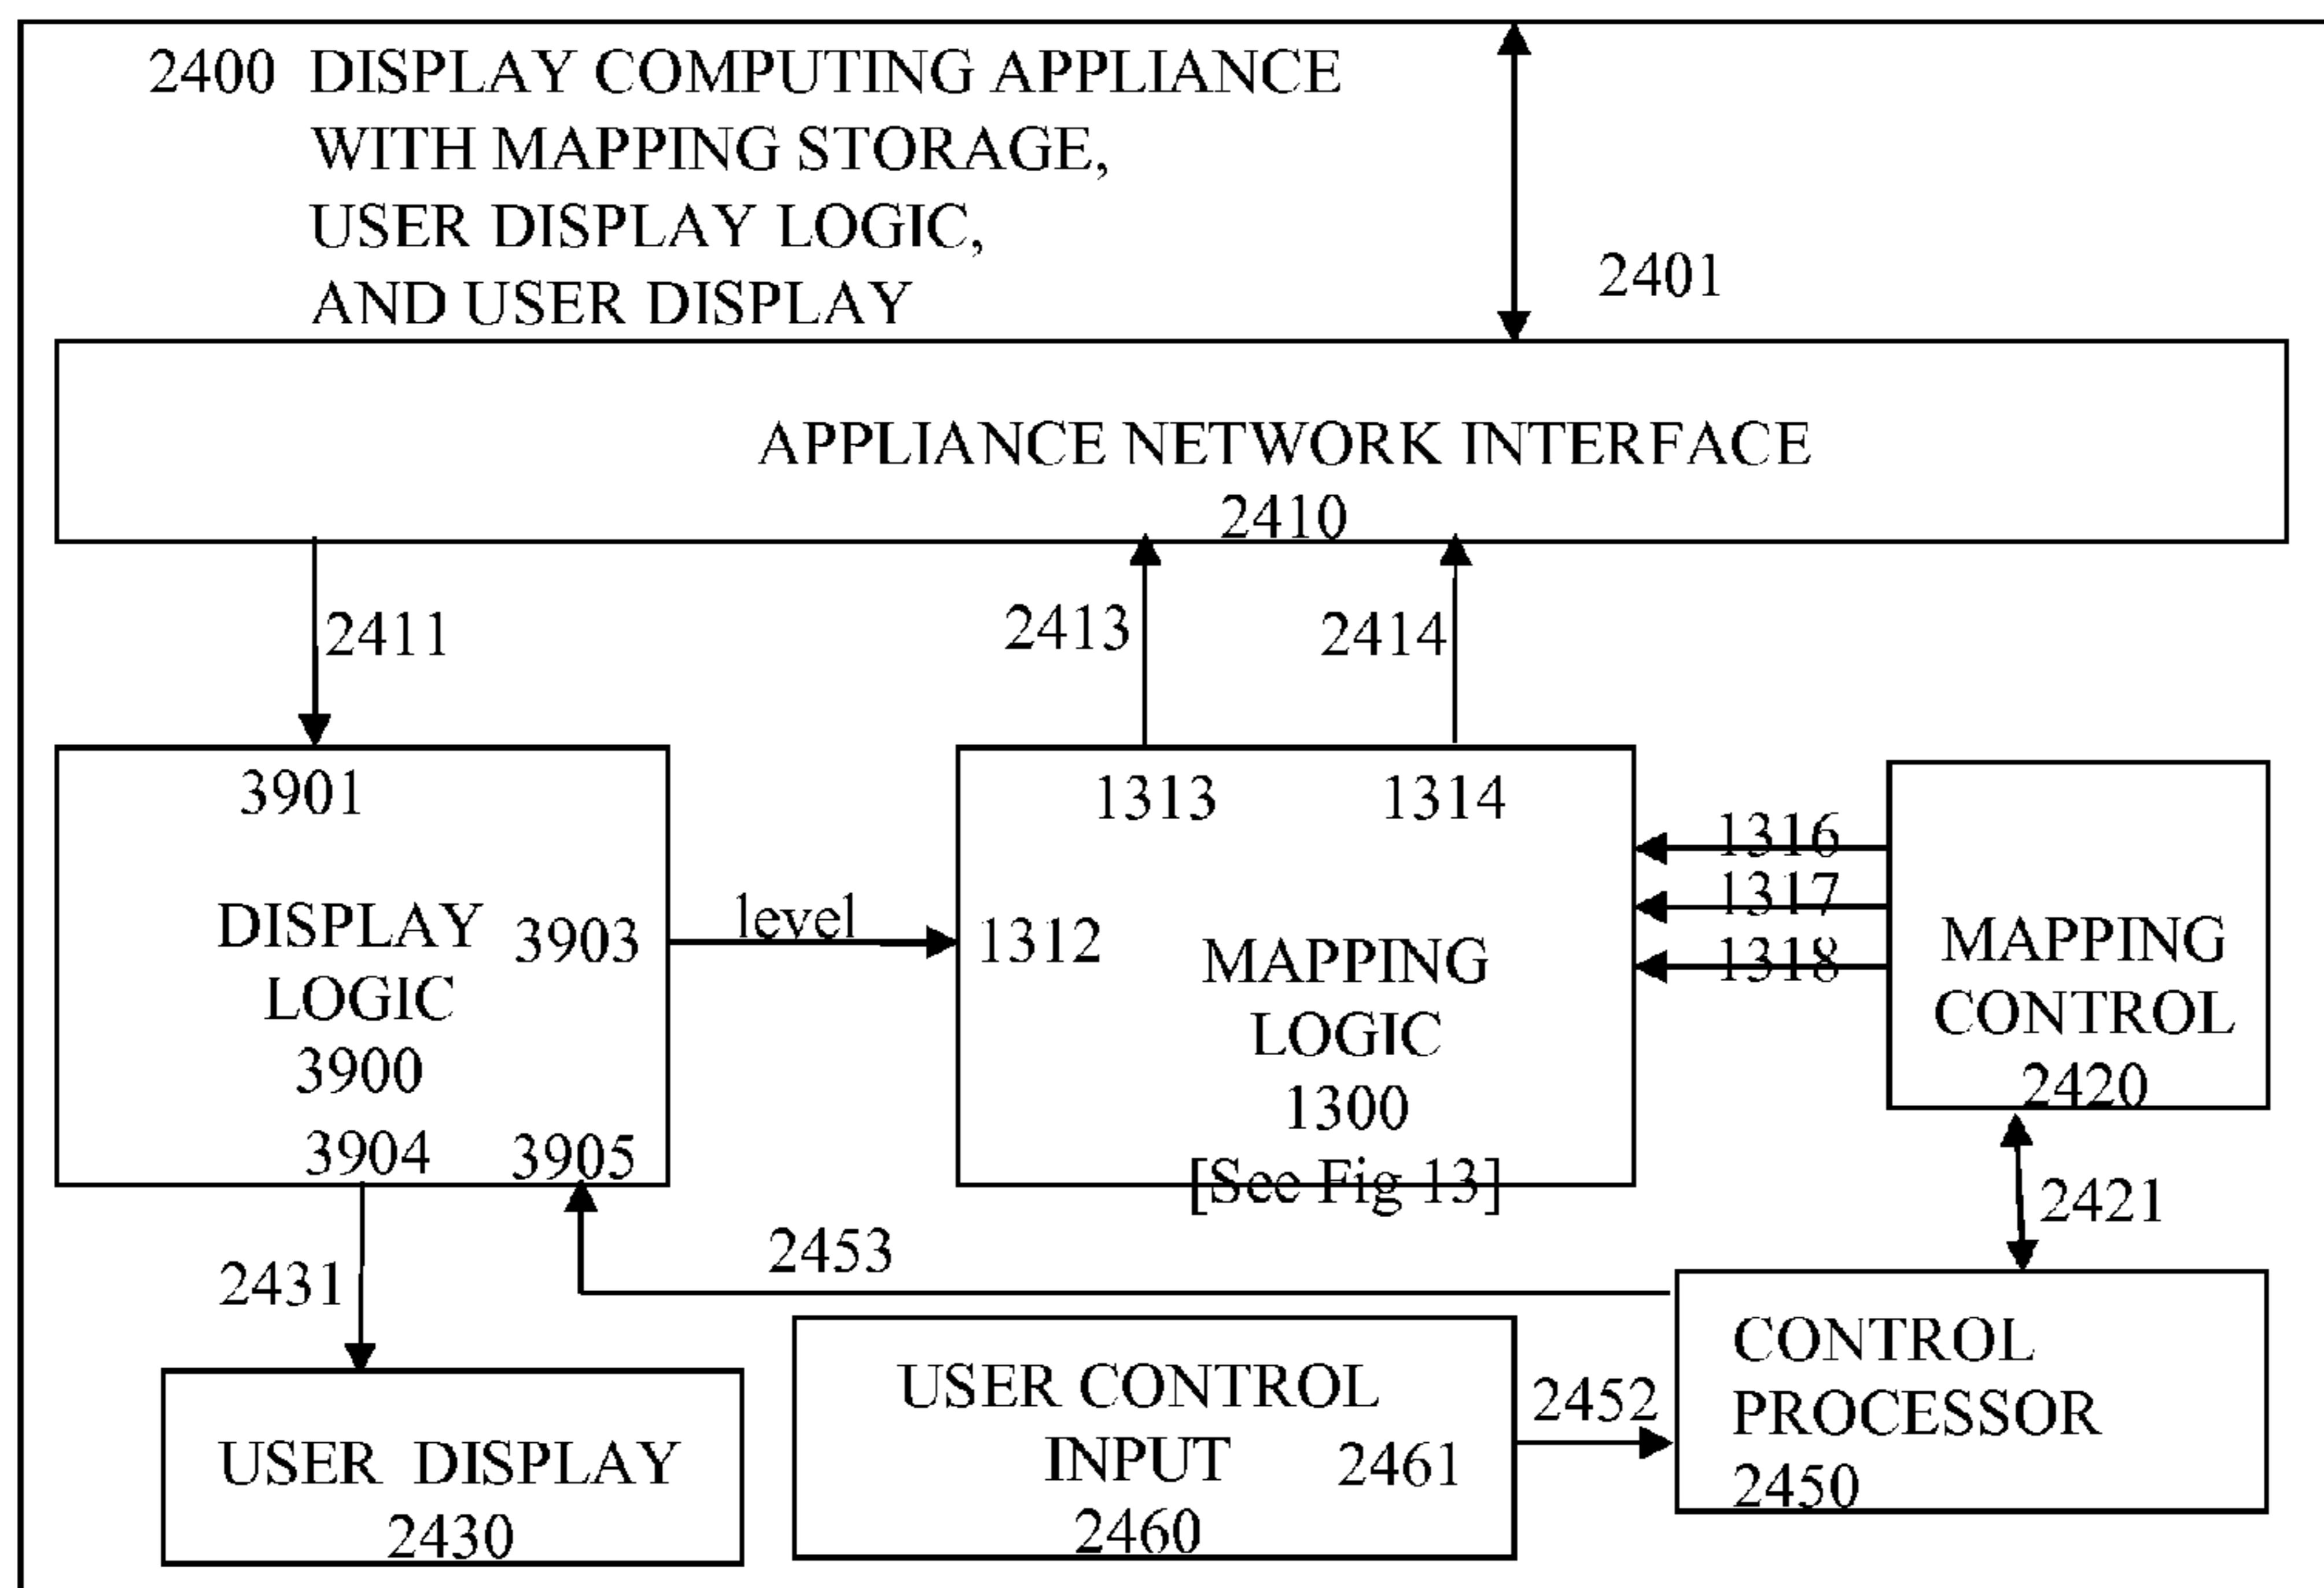 2400 DISPLAY COMPUTING APPLIANCE
WITH MAPPING STORAGE,
USER DISPLAY LOGIC,
AND USER DISPLAY
2401
APPLIANCE NETWORK INTERFACE
2410
2411
2413
2414
3901
DISPLAY
LOGIC
3900
3903
3904
3905
level
1312
1313
1314
MAPPING
LOGIC
1300
[See Fig 13]
1316
1317
1318
MAPPING
CONTROL
2420
2421
2431
2453
USER DISPLAY
2430
USER CONTROL
INPUT 2461
2460
2452
CONTROL
PROCESSOR
2450